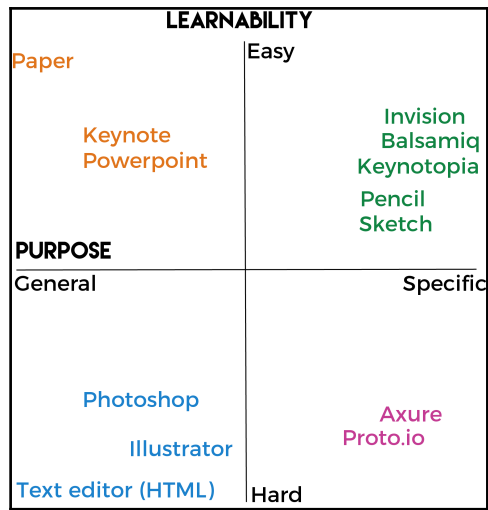 LEARNABILITY
Easy
Paper
Invision
Keynote
Balsamiq
Powerpoint
Keynotopia
Pencil
Sketch
PURPOSE
General
Specific
Photoshop
Axure
Proto.io
Illustrator
Text editor (HTML)
Hard